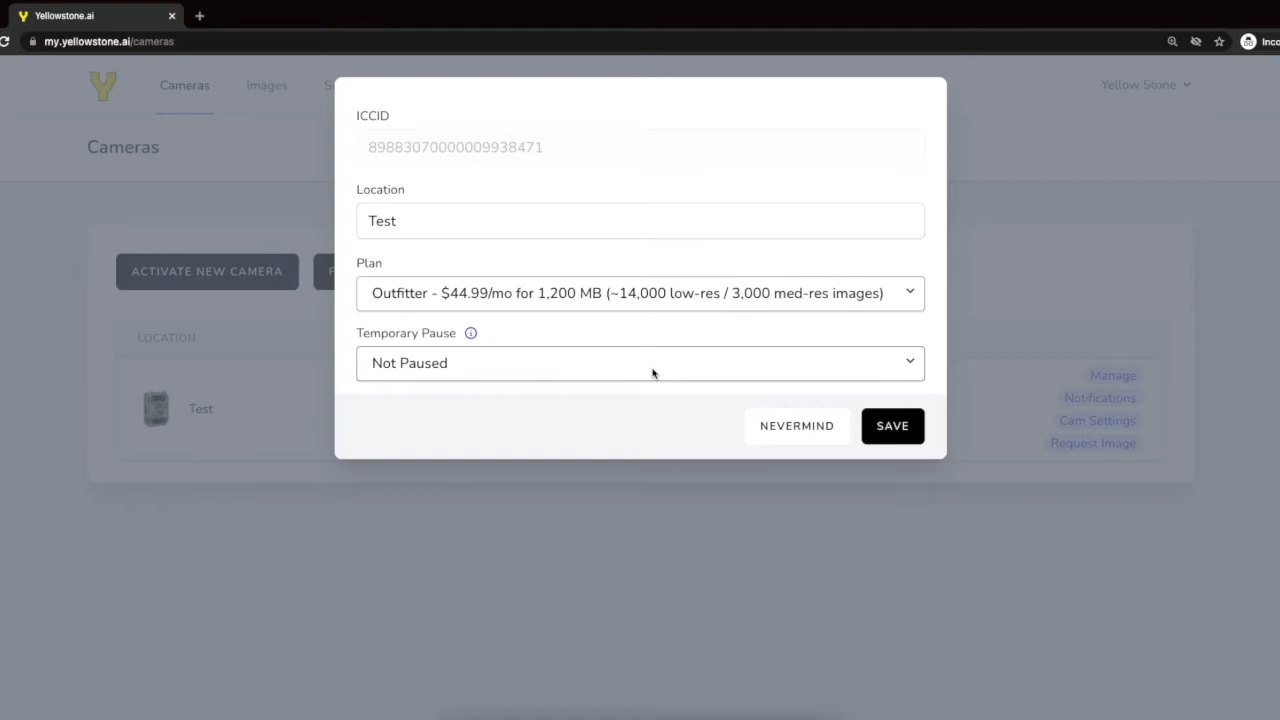 Yellowstone.ai
my.yellowstone.ai/cameras
Cameras
Images
Yellow Stone
Cameras
ICCID
89883070000009938471
Location
Test
Plan
Outfitter - $44.99/mo for 1,200 MB (~14,000 low-res / 3,000 med-res images)
Temporary Pause
Not Paused
NEVERMIND
SAVE
ACTIVATE NEW CAMERA
LOCATION
Test
Manage
Notifications
Cam Settings
Request Image